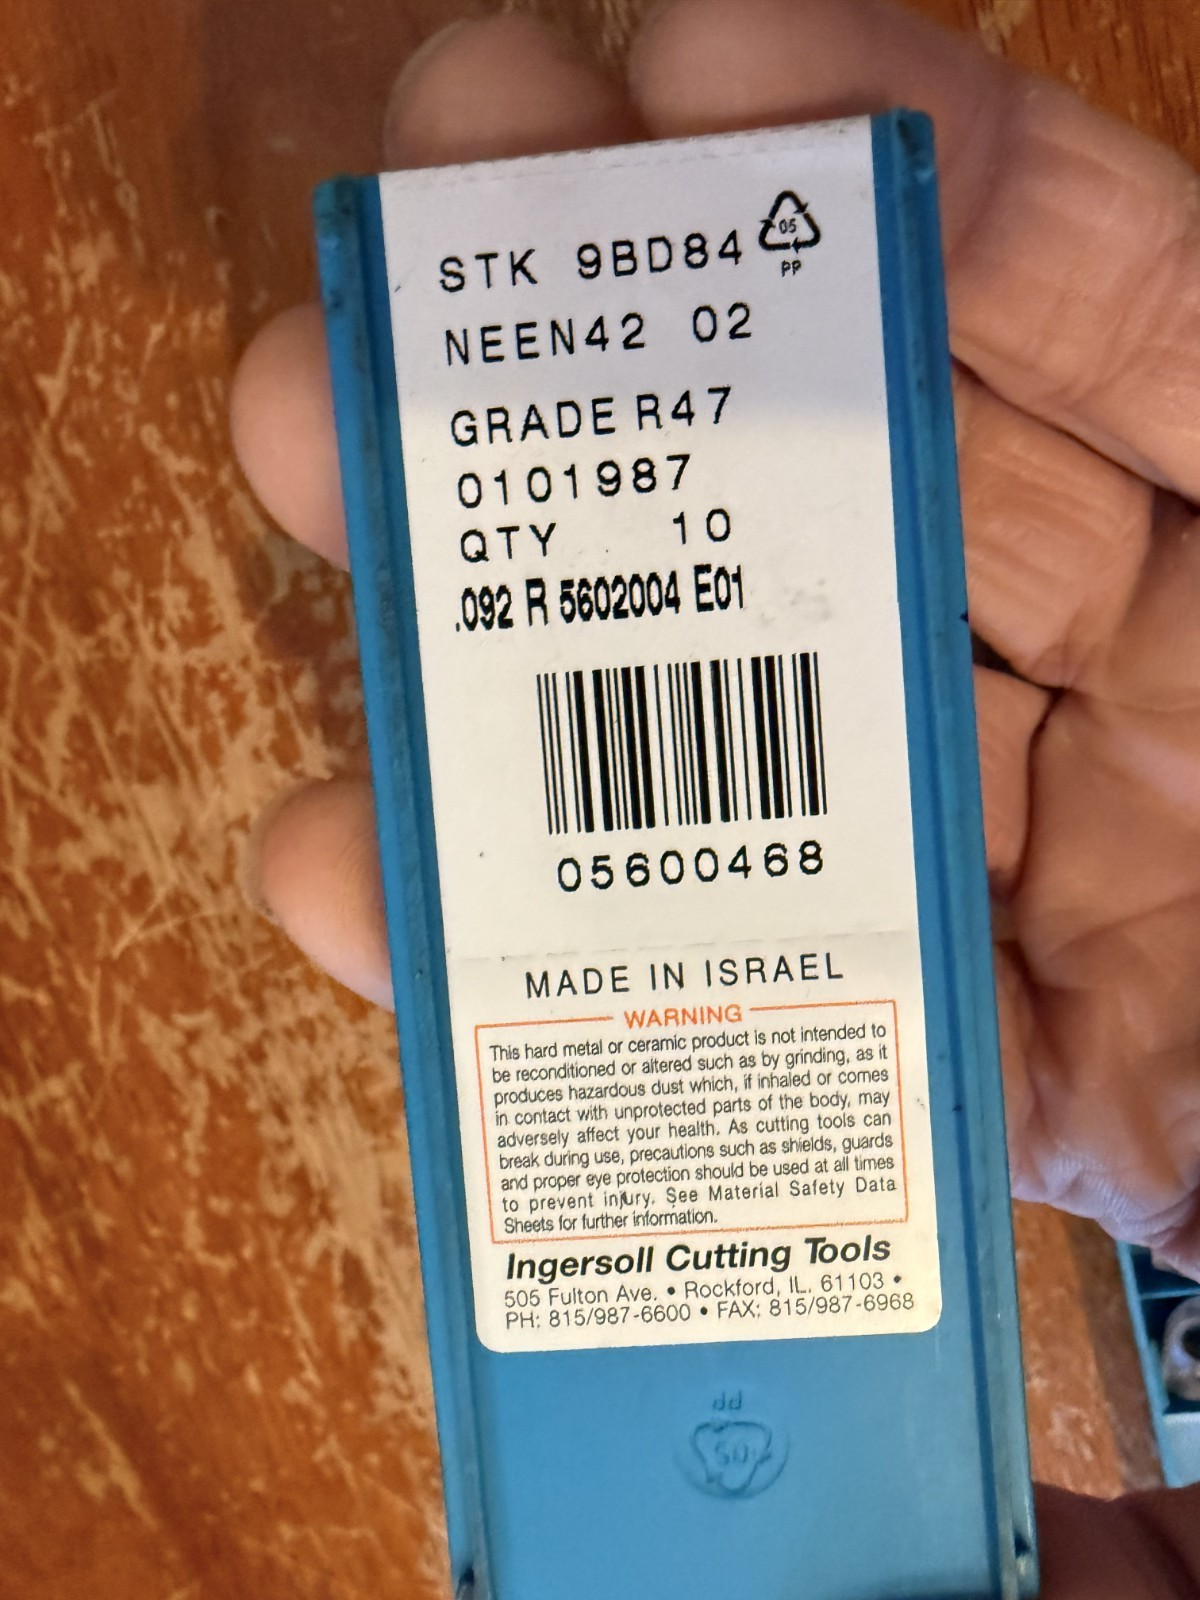 STK 9BD84
05
PP
NEEN42 02
GRADE R47
0101987
QTY 10
.092 R 5602004 E01
05600468
MADE IN ISRAEL
WARNING
This hard metal or ceramic product is not intended to
be reconditioned or altered such as by grinding, as it
produces hazardous dust which, if inhaled or comes
in contact with unprotected parts of the body, may
adversely affect your health. As cutting tools can
break during use, precautions such as shields, guards
and proper eye protection should be used at all times
to prevent injury. See Material Safety Data
Sheets for further information.
Ingersoll Cutting Tools
505 Fulton Ave. • Rockford, IL. 61103 •
PH: 815/987-6600 • FAX: 815/987-6968
PP
05